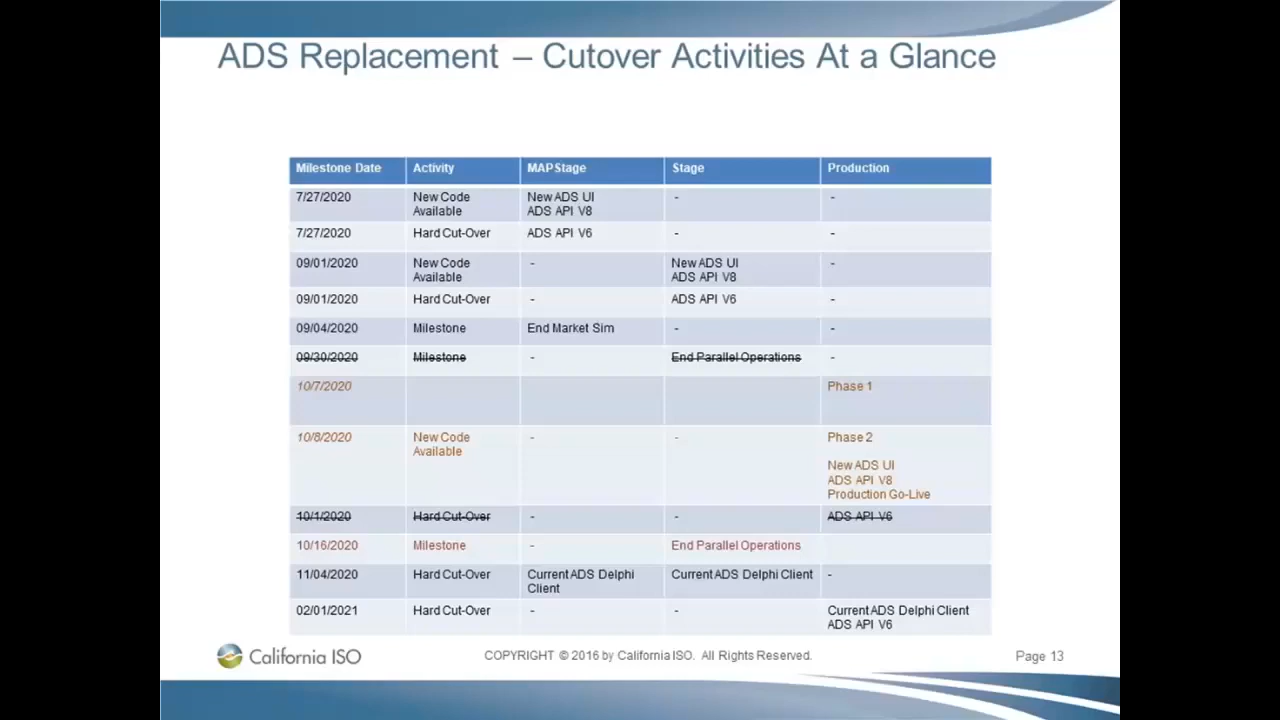 ADS Replacement – Cutover Activities At a Glance
Milestone Date Activity MAPStage Stage Production
7/27/2020 New Code Available New ADS UI ADS API V8 - -
7/27/2020 Hard Cut-Over ADS API V6 - -
09/01/2020 New Code Available - New ADS UI ADS API V8 -
09/01/2020 Hard Cut-Over - ADS API V6 -
09/04/2020 Milestone End Market Sim - -
09/30/2020 Milestone - End Parallel Operations -
10/7/2020 Phase 1
10/8/2020 New Code Available - - Phase 2
New ADS UI
ADS API V8
Production Go-Live
10/1/2020 Hard Cut-Over - - ADS API V6
10/16/2020 Milestone - End Parallel Operations
11/04/2020 Hard Cut-Over Current ADS Delphi Client Current ADS Delphi Client -
02/01/2021 Hard Cut-Over - - Current ADS Delphi Client ADS API V6
California ISO
COPYRIGHT © 2016 by California ISO. All Rights Reserved.
Page 13